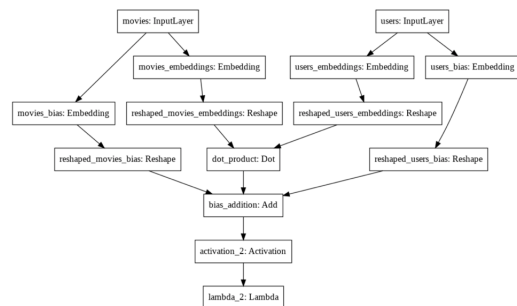 movies: InputLayer
users: InputLayer
movies_embeddings: Embedding
users_embeddings: Embedding
users_bias: Embedding
movies_bias: Embedding
reshaped_movies_embeddings: Reshape
reshaped_users_embeddings: Reshape
reshaped_movies_bias: Reshape
dot_product: Dot
reshaped_users_bias: Reshape
bias_addition: Add
activation_2: Activation
lambda_2: Lambda